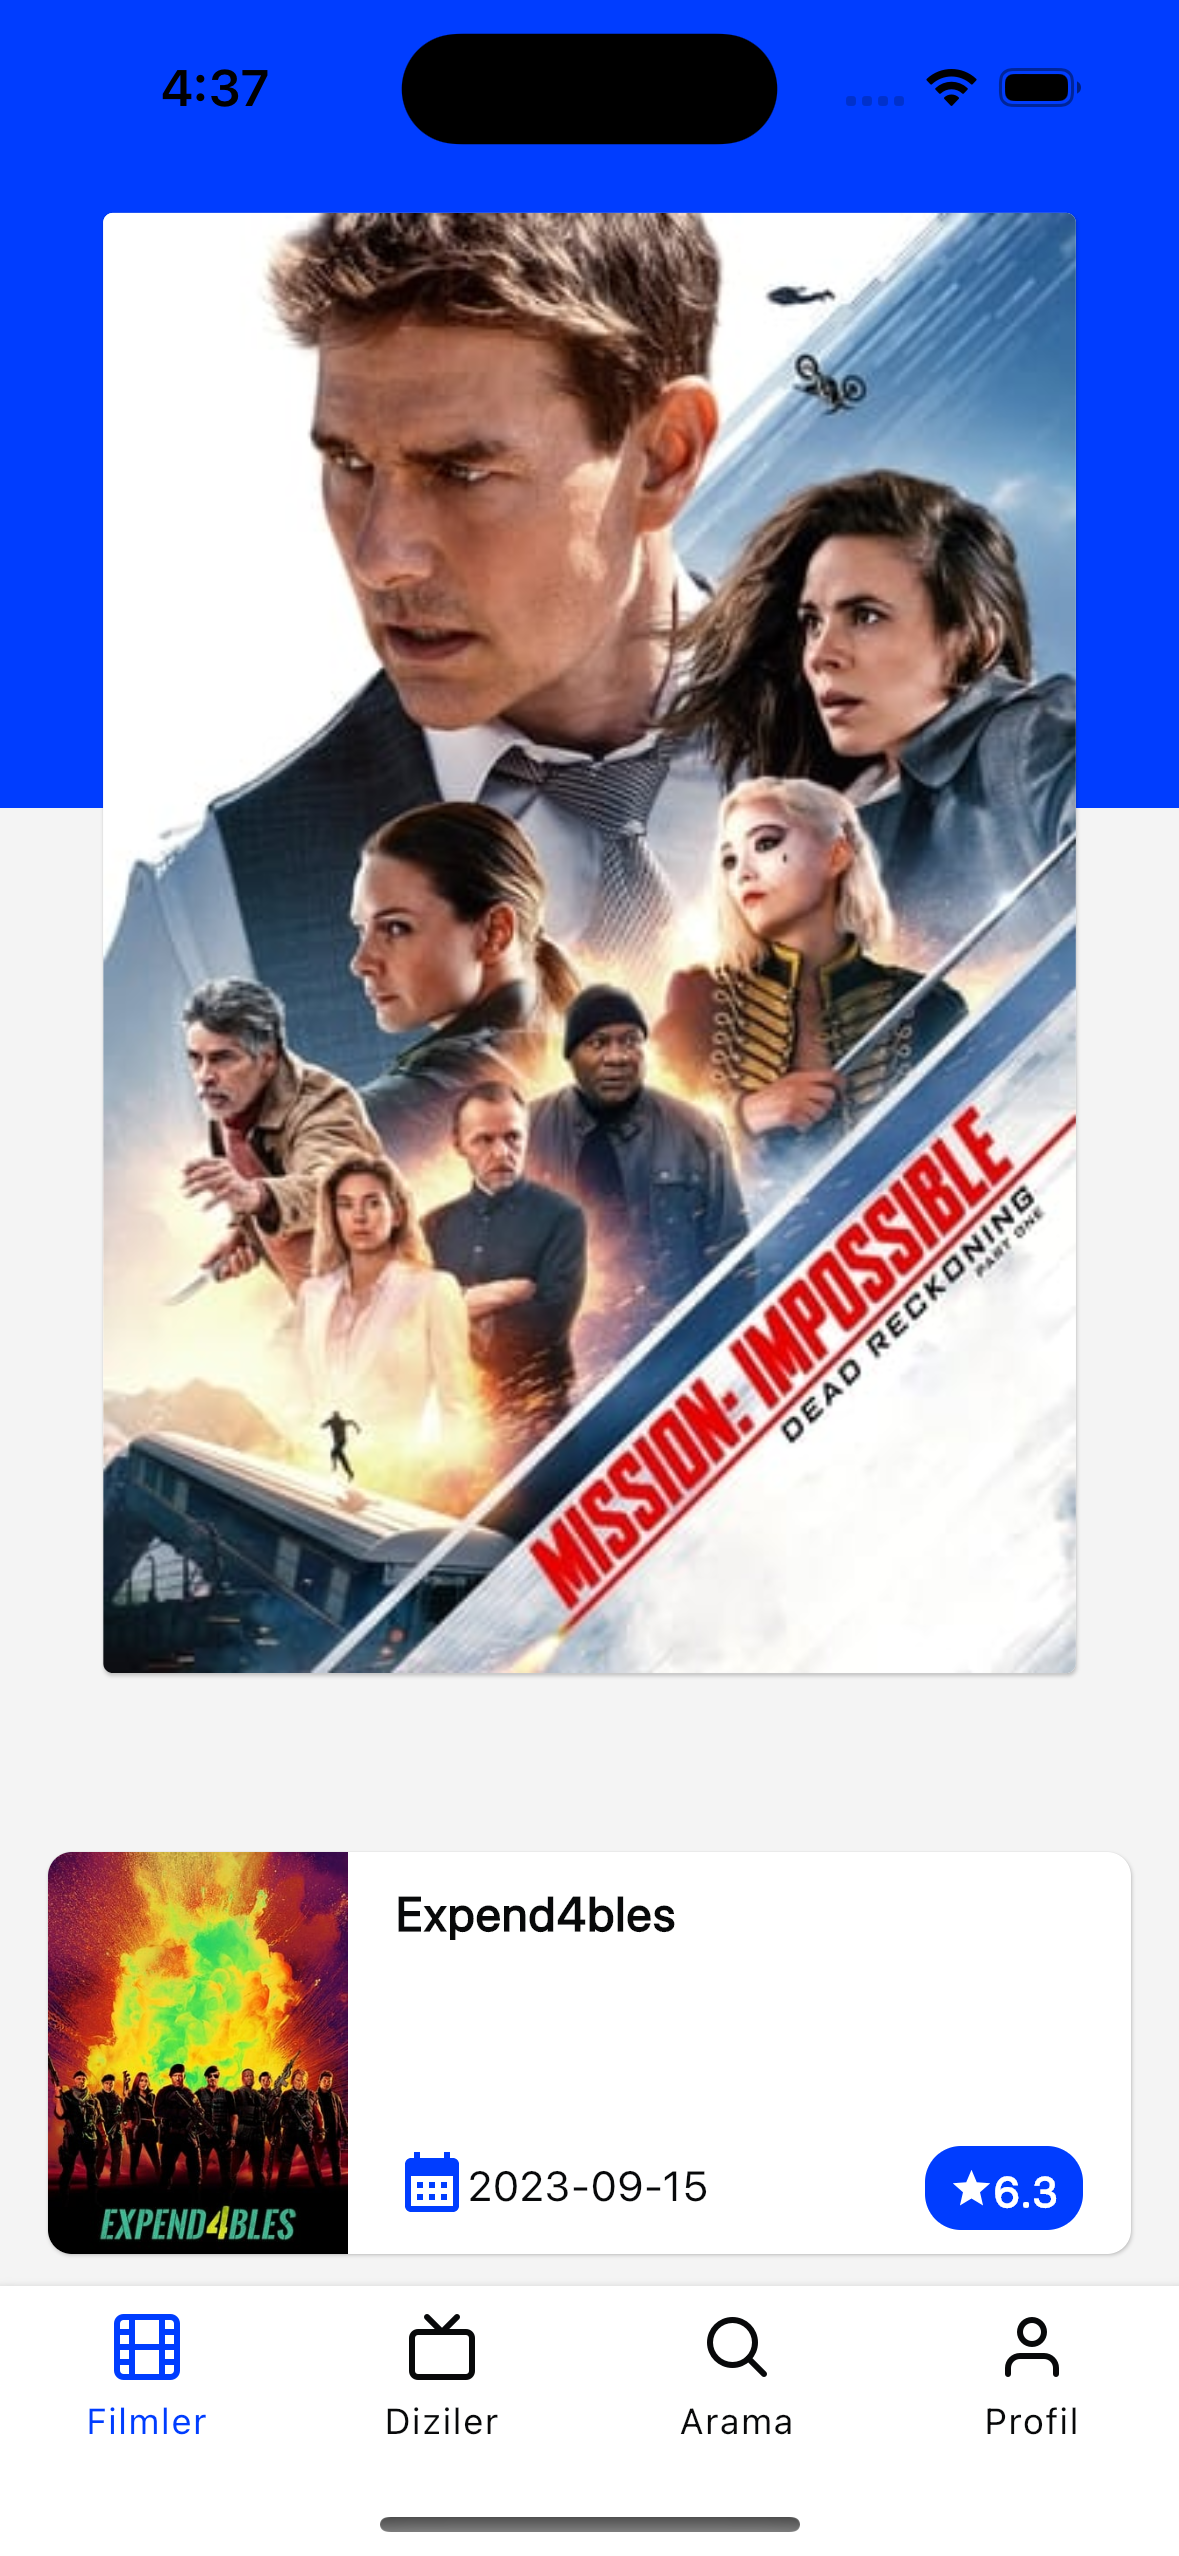 4:37
MISSION: IMPOSSIBLE
DEAD RECKONING
PART ONE
Expend4bles
EXPEND4BLES
2023-09-15
6.3
Filmler
Diziler
Arama
Profil